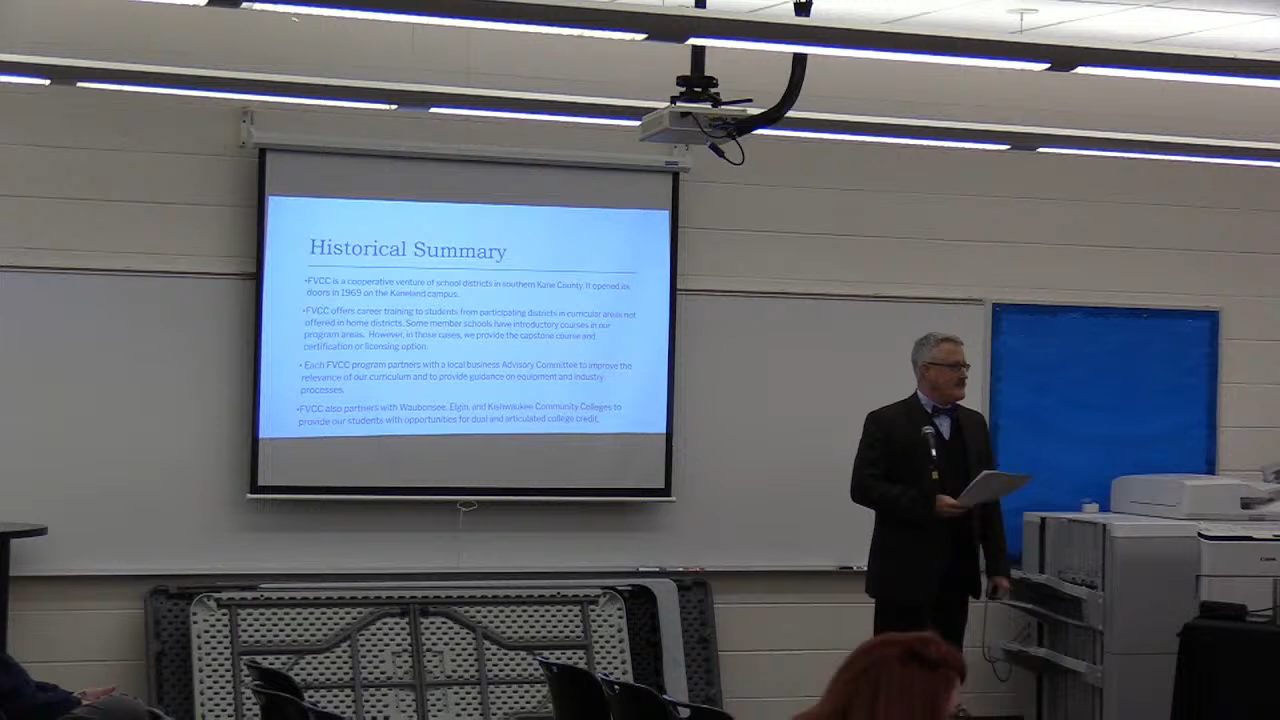 Historical Summary
•FVCC is a cooperative venture of school districts in southern Kane County. It opened its
doors in 1969 on the Kaneland campus.
•FVCC offers career training to students from participating districts in curricular areas not
offered in home districts. Some member schools have introductory courses in our
program areas. However, in those cases, we provide the capstone course and
certification or licensing option.
• Each FVCC program partners with a local business Advisory Committee to improve the
relevance of our curriculum and to provide guidance on equipment and industry
processes.
•FVCC also partners with Waubonsee, Elgin, and Kishwaukee Community Colleges to
provide our students with opportunities for dual and articulated college credit.
Canon